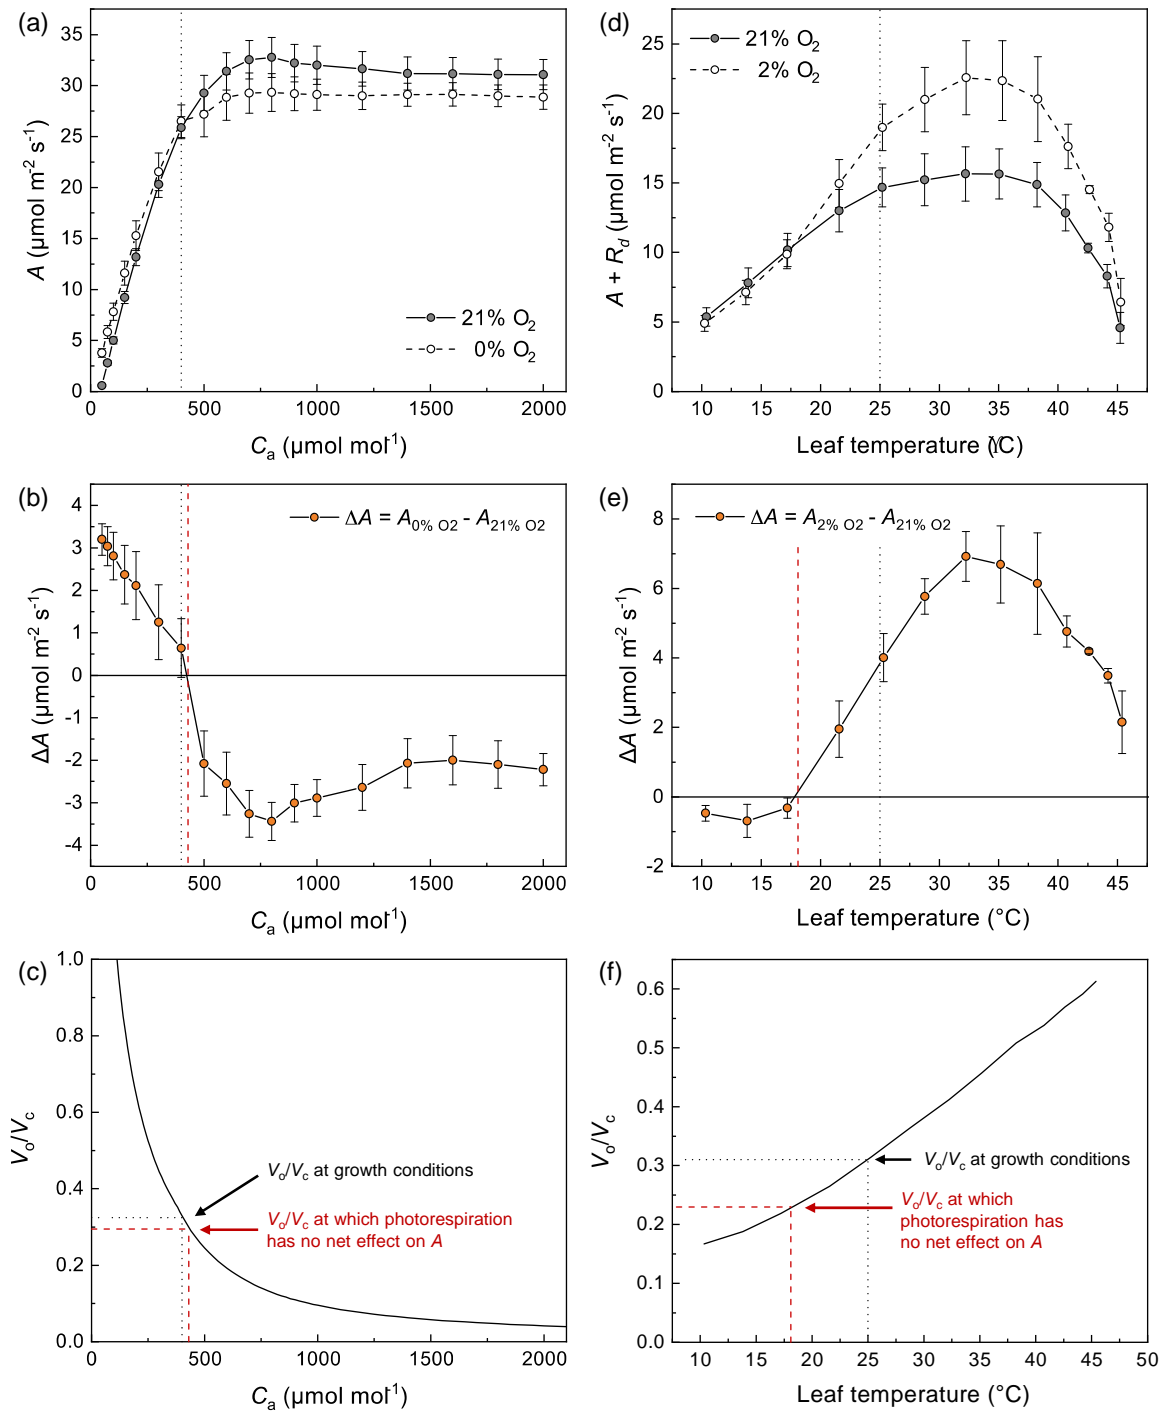 (a)
35
30
25
20
15
10
5
0
A (µmol m⁻² s⁻¹)
21% O₂
0% O₂
0 500 1000 1500 2000
Cₐ (µmol mol⁻¹)
(d)
25
20
15
10
5
0
A + R_d (µmol m⁻² s⁻¹)
21% O₂
2% O₂
10 15 20 25 30 35 40 45
Leaf temperature (ϒC)
(b)
4
3
2
1
0
-1
-2
-3
-4
ΔA (µmol m⁻² s⁻¹)
ΔA = A₀% O2 - A₂₁% O2
0 500 1000 1500 2000
Cₐ (µmol mol⁻¹)
(e)
8
6
4
2
0
-2
ΔA (µmol m⁻² s⁻¹)
ΔA = A₂% O2 - A₂₁% O2
10 15 20 25 30 35 40 45
Leaf temperature (°C)
(c)
1.0
0.8
0.6
0.4
0.2
0.0
Vₒ/V_c
Vₒ/V_c at growth conditions
Vₒ/V_c at which photorespiration
has no net effect on A
0 500 1000 1500 2000
Cₐ (µmol mol⁻¹)
(f)
0.6
0.5
0.4
0.3
0.2
0.1
0.0
Vₒ/V_c
Vₒ/V_c at growth conditions
Vₒ/V_c at which
photorespiration has
no net effect on A
10 15 20 25 30 35 40 45 50
Leaf temperature (°C)